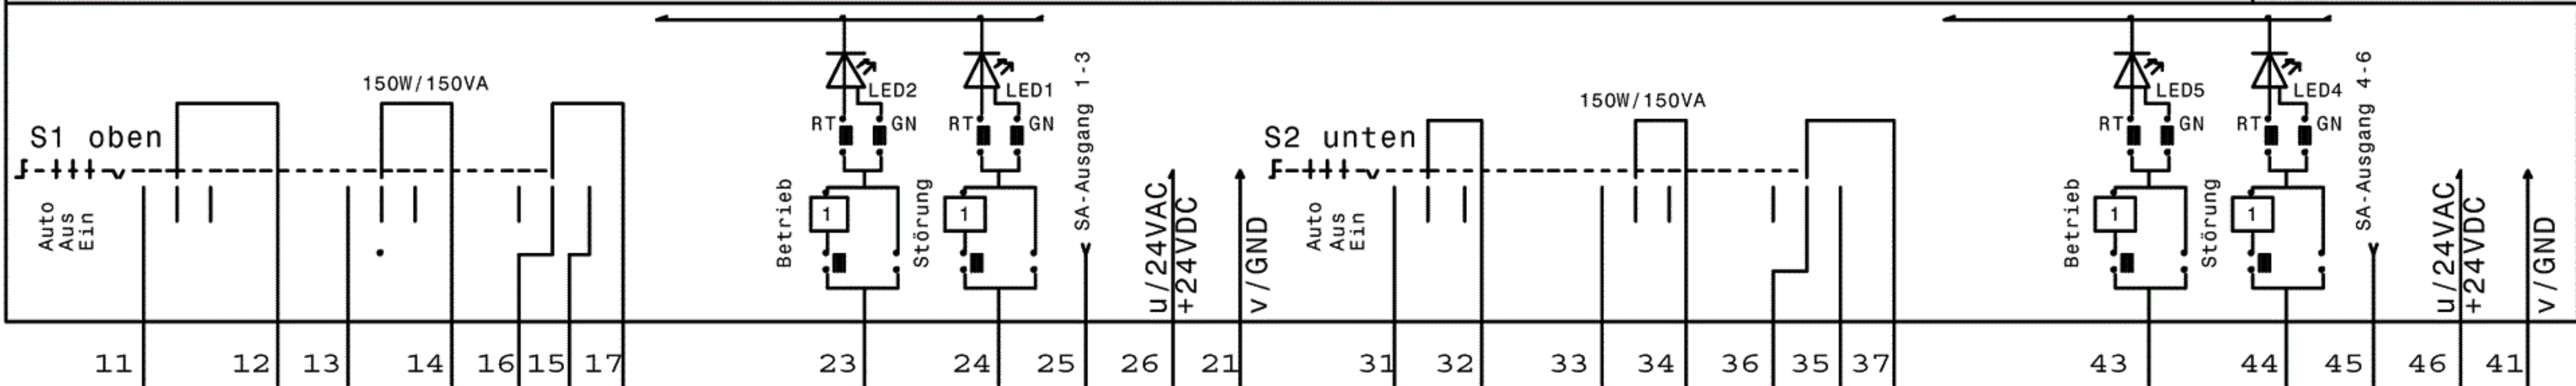 150W/150VA
S1 oben
Auto
Aus
Ein
LED2
RT
GN
Betrieb
1
LED1
RT
GN
Störung
1
SA-Ausgang 1-3
u/24VAC
+24VDC
v/GND
150W/150VA
S2 unten
Auto
Aus
Ein
LED5
RT
GN
Betrieb
1
LED4
RT
GN
Störung
1
SA-Ausgang 4-6
u/24VAC
+24VDC
v/GND
11 12 13 14 16 15 17 23 24 25 26 21 31 32 33 34 36 35 37 43 44 45 46 41